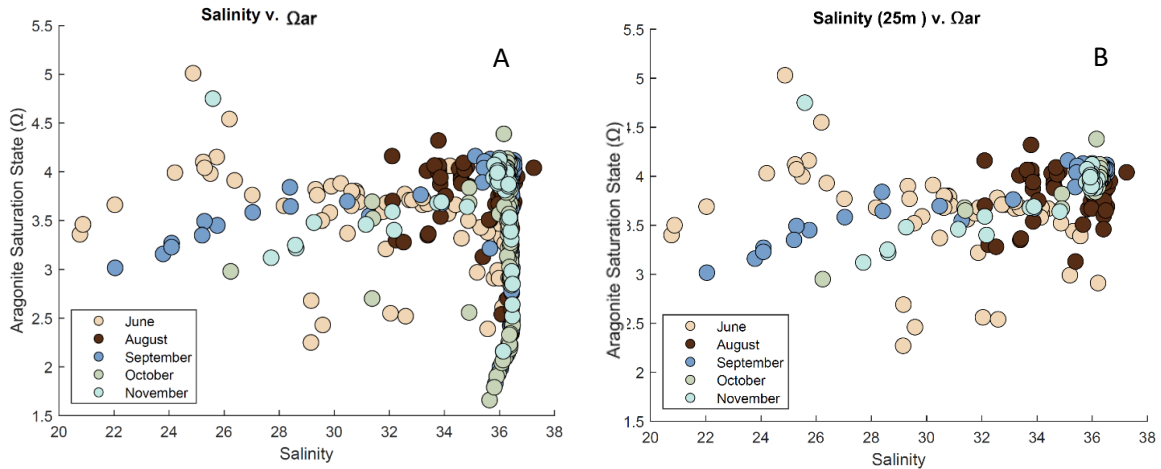 Salinity v. Ωar
A
Aragonite Saturation State (Ω)
5.5
5
4.5
4
3.5
3
2.5
2
1.5
June
August
September
October
November
20 22 24 26 28 30 32 34 36 38
Salinity
Salinity (25m ) v. Ωar
B
Aragonite Saturation State (Ω)
5.5
5
4.5
4
3.5
3
2.5
2
1.5
June
August
September
October
November
20 22 24 26 28 30 32 34 36 38
Salinity